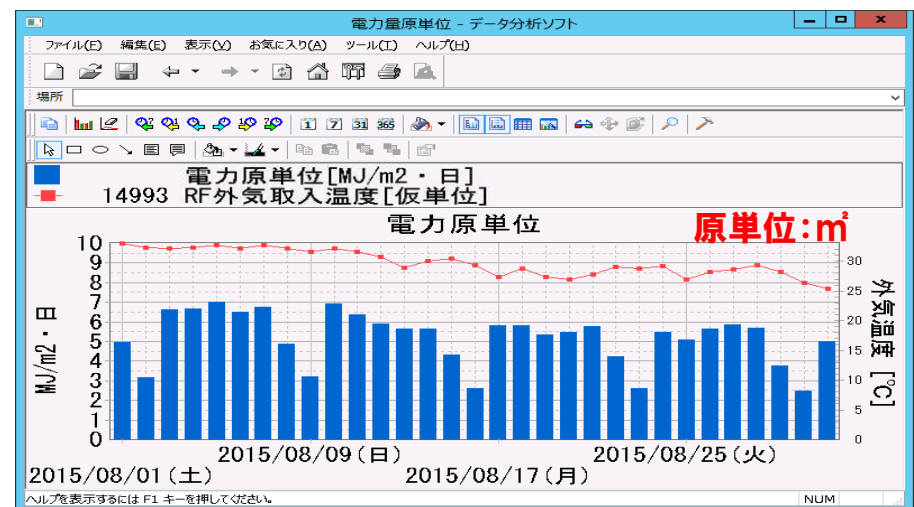 電力量原単位 - データ分析ソフト
ファイル(F) 編集(E) 表示(V) お気に入り(A) ツール(T) ヘルプ(H)
場所
1 7 31 365
電力原単位[MJ/m2・日]
14993 RF外気取入温度[仮単位]
電力原単位
原単位:㎡
MJ/m2・日
10
9
8
7
6
5
4
3
2
1
0
30
25
20
15
10
5
0
外気温度 [℃]
2015/08/09(日) 2015/08/25(火)
2015/08/01(土) 2015/08/17(月)
ヘルプを表示するには F1 キーを押してください。 NUM